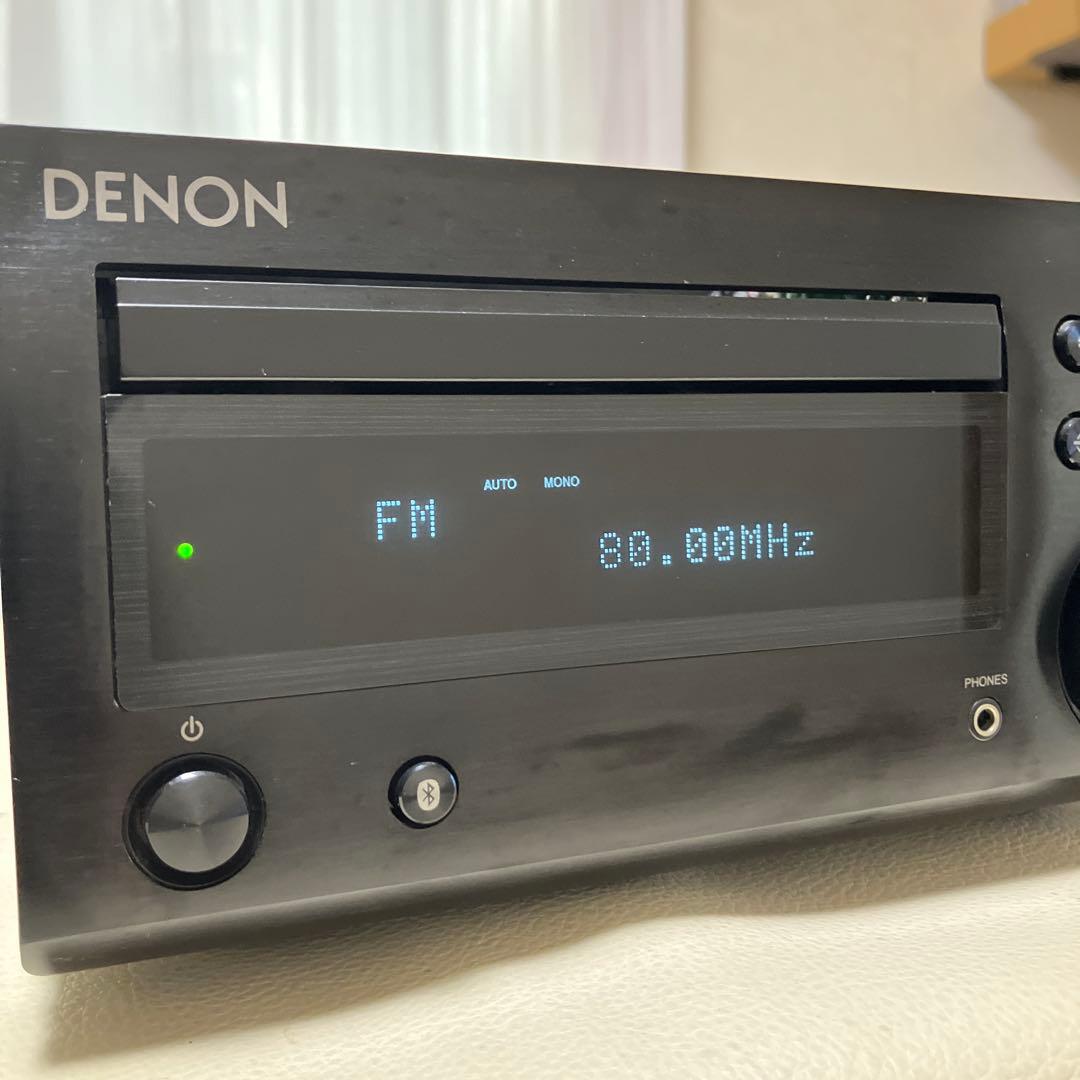 DENON
AUTO MONO
FM
80.00MHz
PHONES